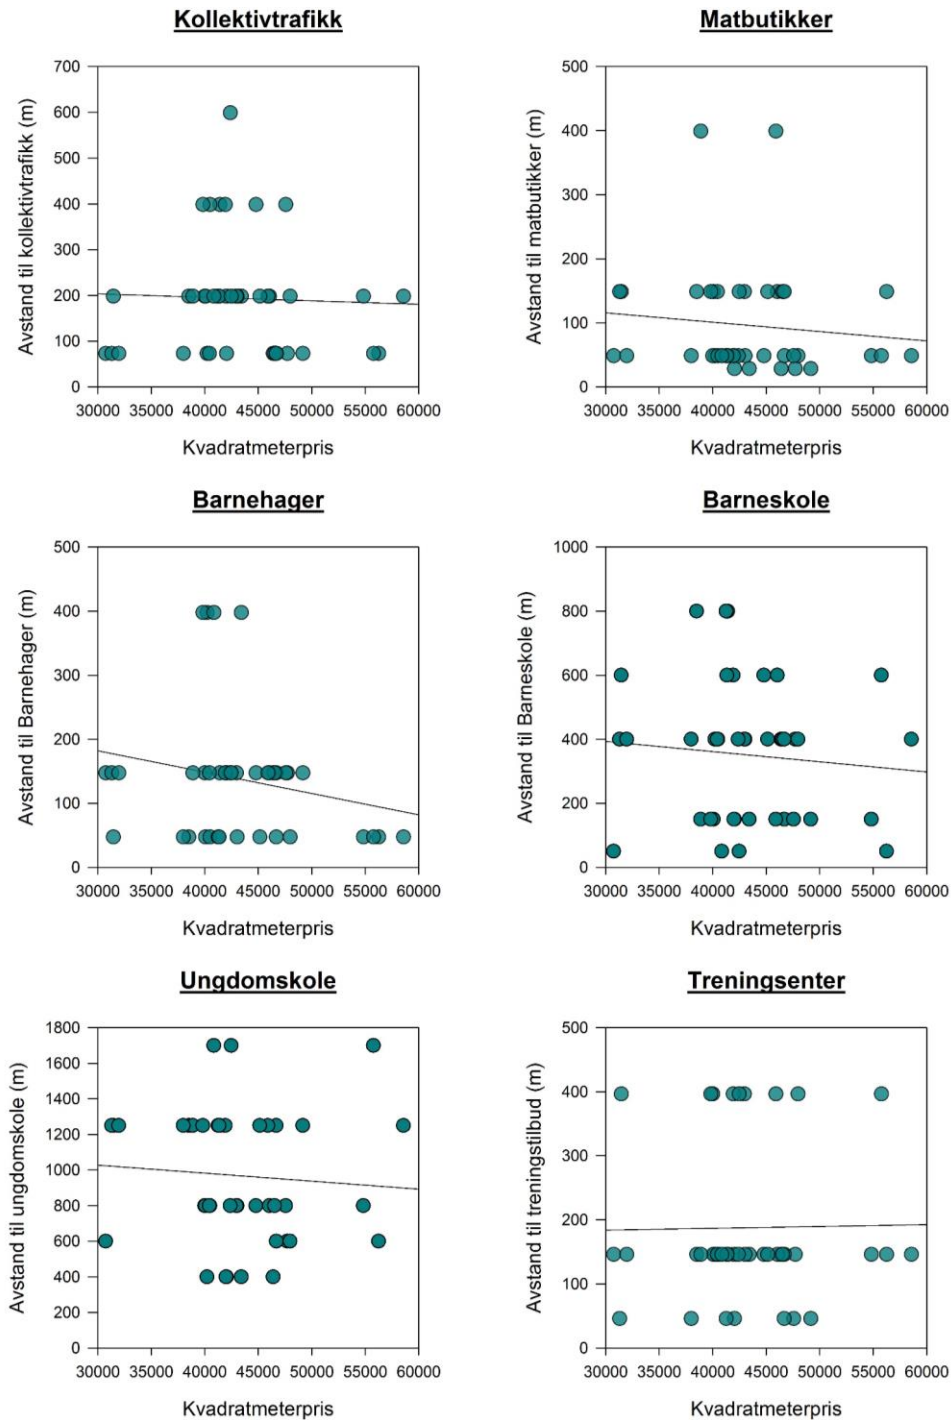 Kollektivtrafikk
Avstand til kollektivtrafikk (m)
700
600
500
400
300
200
100
0
30000 35000 40000 45000 50000 55000 60000
Kvadratmeterpris
Matbutikker
Avstand til matbutikker (m)
500
400
300
200
100
0
30000 35000 40000 45000 50000 55000 60000
Kvadratmeterpris
Barnehager
Avstand til Barnehager (m)
500
400
300
200
100
0
30000 35000 40000 45000 50000 55000 60000
Kvadratmeterpris
Barneskole
Avstand til Barneskole (m)
1000
800
600
400
200
0
30000 35000 40000 45000 50000 55000 60000
Kvadratmeterpris
Ungdomskole
Avstand til ungdomskole (m)
1800
1600
1400
1200
1000
800
600
400
200
0
30000 35000 40000 45000 50000 55000 60000
Kvadratmeterpris
Treningsenter
Avstand til treningstilbud (m)
500
400
300
200
100
0
30000 35000 40000 45000 50000 55000 60000
Kvadratmeterpris